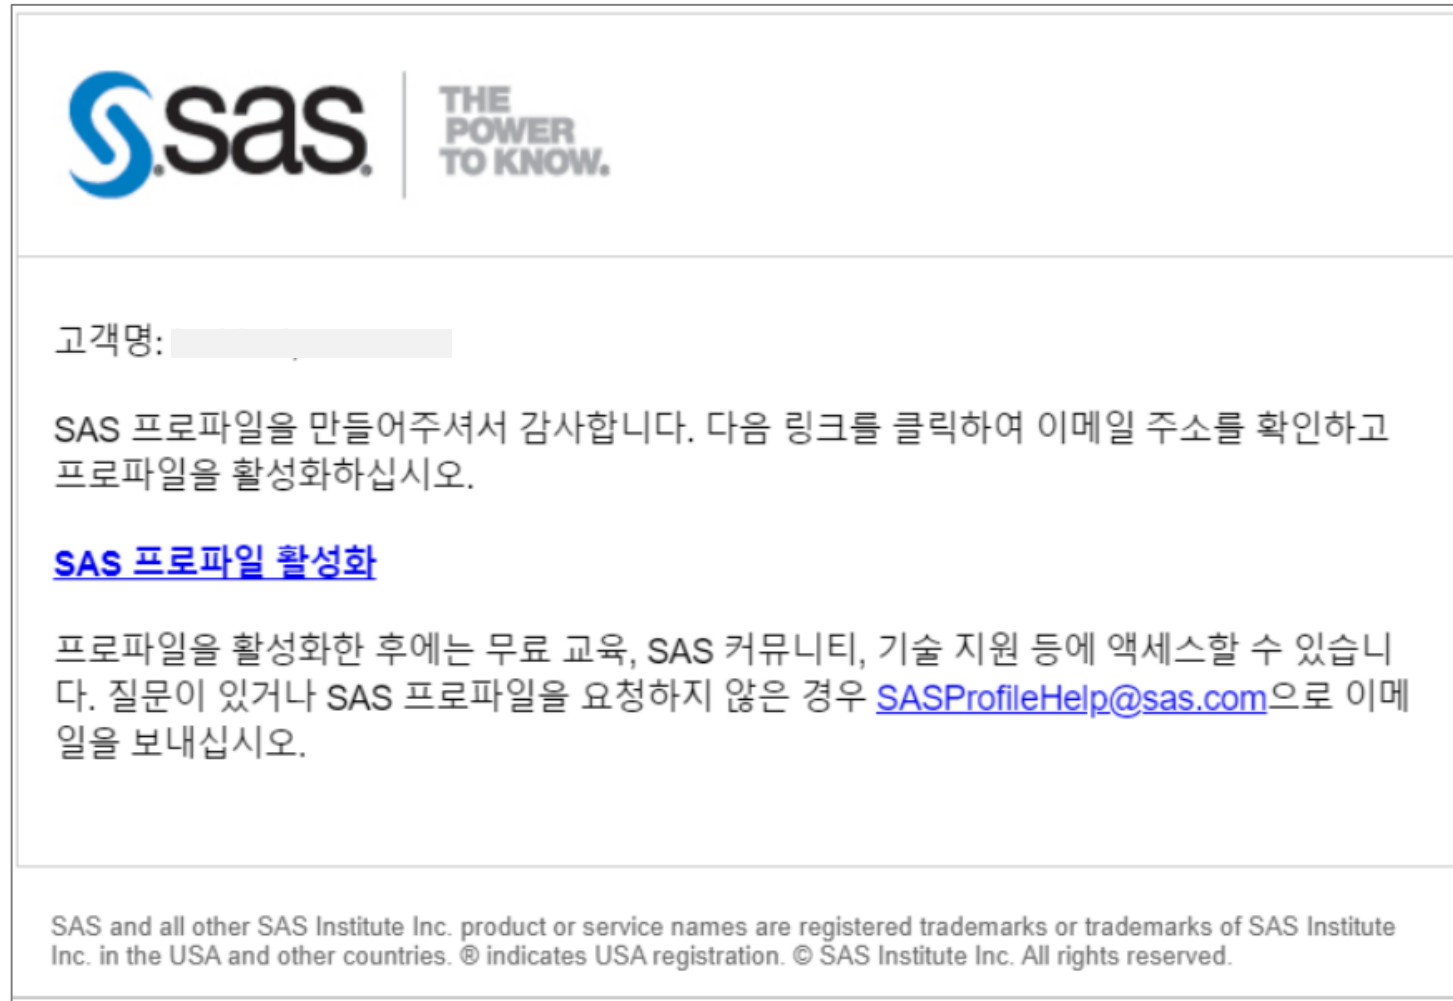 sas
THE
POWER
TO KNOW.
고객명:
SAS 프로파일을 만들어주셔서 감사합니다. 다음 링크를 클릭하여 이메일 주소를 확인하고
프로파일을 활성화하십시오.
SAS 프로파일 활성화
프로파일을 활성화한 후에는 무료 교육, SAS 커뮤니티, 기술 지원 등에 액세스할 수 있습니
다. 질문이 있거나 SAS 프로파일을 요청하지 않은 경우 SASProfileHelp@sas.com으로 이메
일을 보내십시오.
SAS and all other SAS Institute Inc. product or service names are registered trademarks or trademarks of SAS Institute
Inc. in the USA and other countries. ® indicates USA registration. © SAS Institute Inc. All rights reserved.